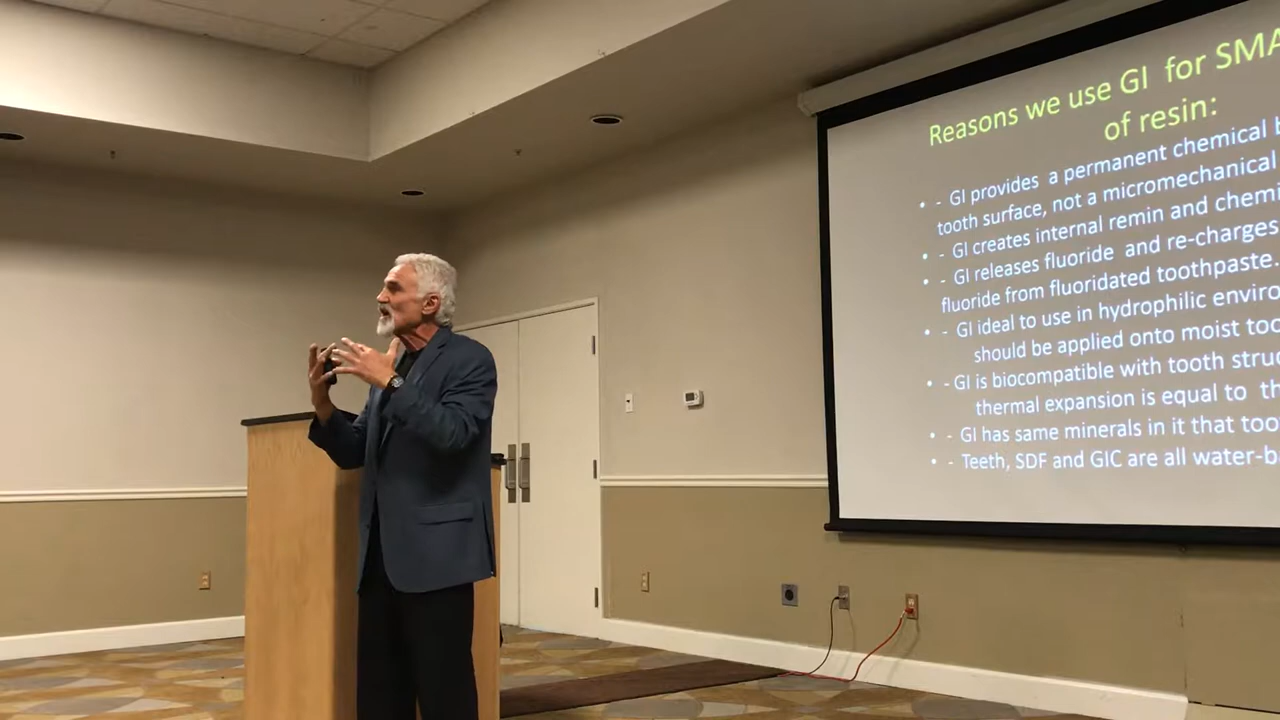 Reasons we use GI for SMA
of resin:
• - GI provides a permanent chemical b
tooth surface, not a micromechanical
• - GI creates internal remin and chemi
• - GI releases fluoride and re-charges
fluoride from fluoridated toothpaste.
• - GI ideal to use in hydrophilic enviro
should be applied onto moist too
• - GI is biocompatible with tooth struc
thermal expansion is equal to th
• - GI has same minerals in it that too
• - Teeth, SDF and GIC are all water-ba